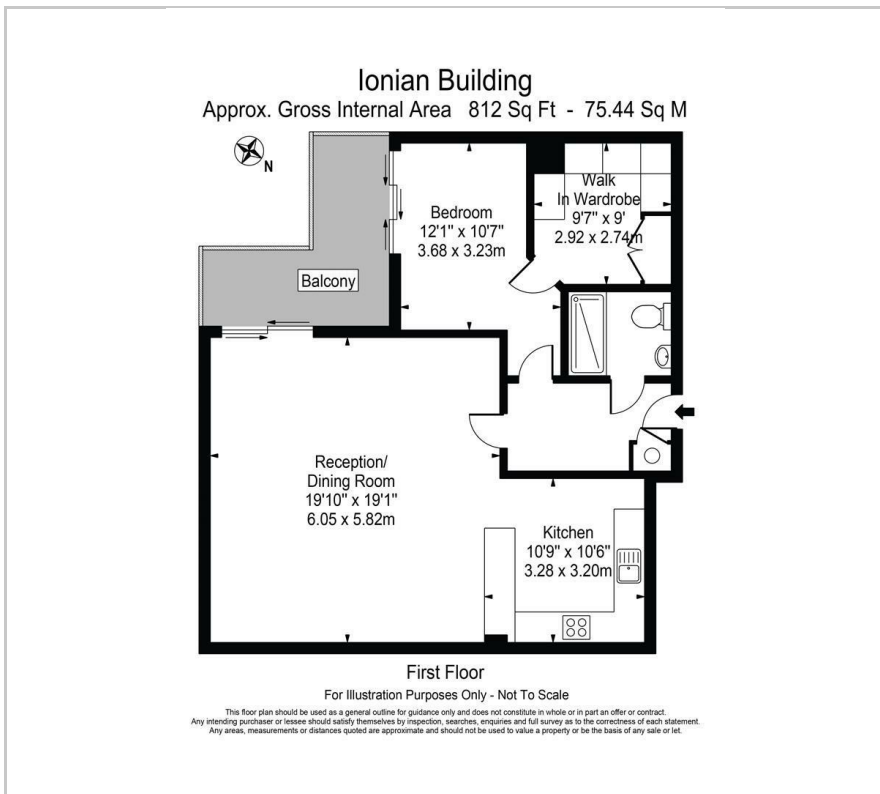 Ionian Building
Approx. Gross Internal Area 812 Sq Ft - 75.44 Sq M
N
Walk
In Wardrobe
9'7" x 9'
2.92 x 2.74m
Bedroom
12'1" x 10'7"
3.68 x 3.23m
Balcony
Reception/
Dining Room
19'10" x 19'1"
6.05 x 5.82m
Kitchen
10'9" x 10'6"
3.28 x 3.20m
First Floor
For Illustration Purposes Only - Not To Scale
This floor plan should be used as a general outline for guidance only and does not constitute in whole or in part an offer or contract.
Any intending purchaser or lessee should satisfy themselves by inspection, searches, enquiries and full survey as to the correctness of each statement.
Any areas, measurements or distances quoted are approximate and should not be used to value a property or be the basis of any sale or let.